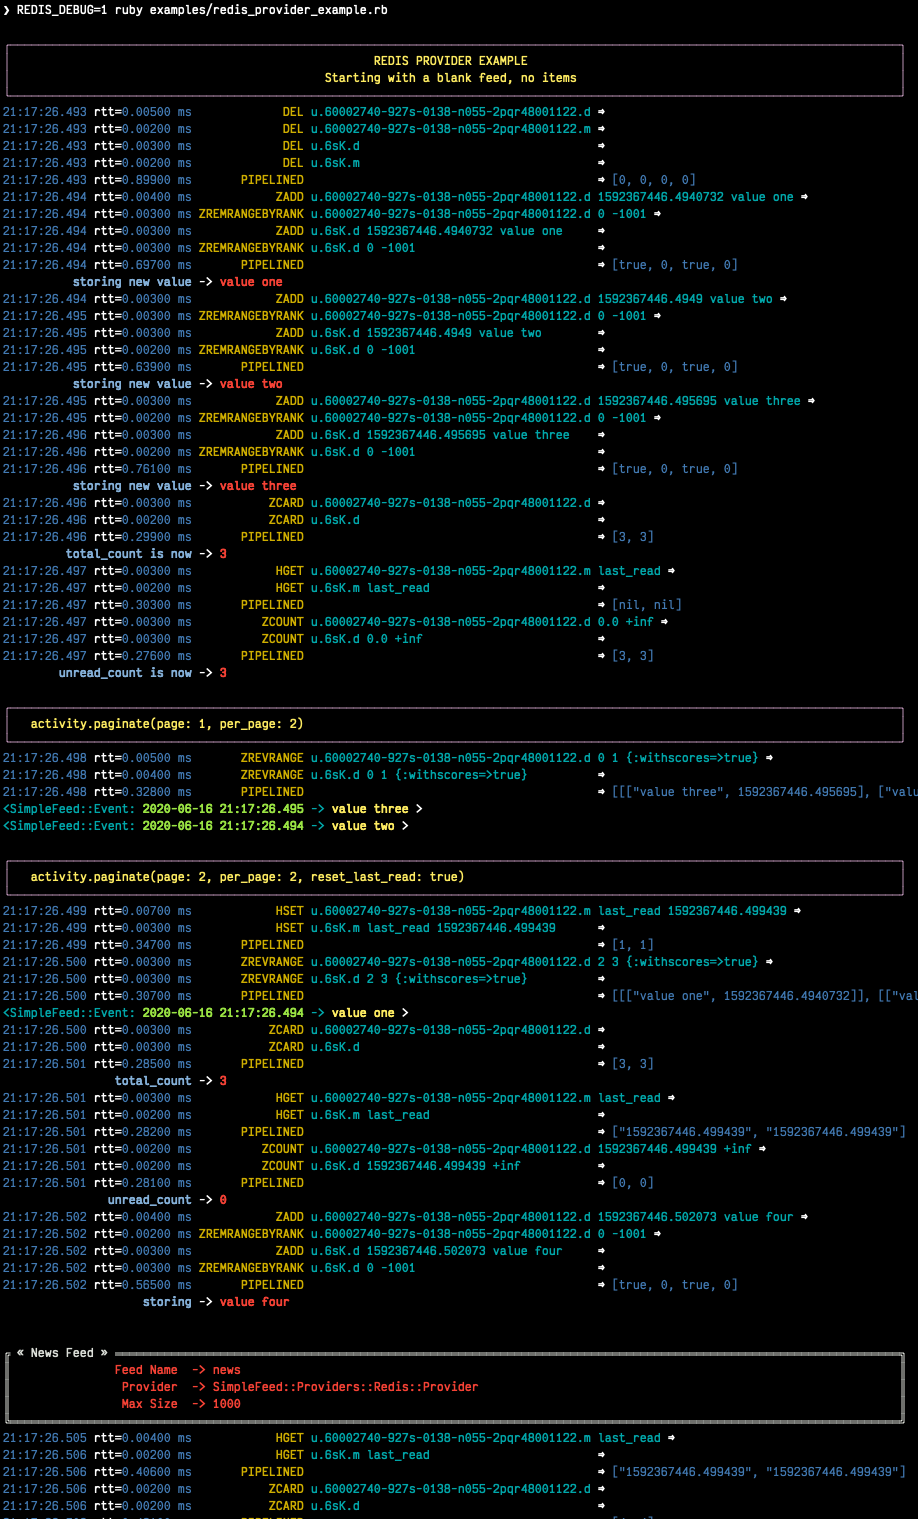 ❯ REDIS_DEBUG=1 ruby examples/redis_provider_example.rb
REDIS PROVIDER EXAMPLE
Starting with a blank feed, no items
21:17:26.493 rtt=0.00500 ms DEL u.60002740-927s-0138-n055-2pqr48001122.d ⇒
21:17:26.493 rtt=0.00200 ms DEL u.60002740-927s-0138-n055-2pqr48001122.m ⇒
21:17:26.493 rtt=0.00300 ms DEL u.6sK.d ⇒
21:17:26.493 rtt=0.00200 ms DEL u.6sK.m ⇒
21:17:26.493 rtt=0.89900 ms PIPELINED ⇒ [0, 0, 0, 0]
21:17:26.494 rtt=0.00400 ms ZADD u.60002740-927s-0138-n055-2pqr48001122.d 1592367446.4940732 value one ⇒
21:17:26.494 rtt=0.00300 ms ZREMRANGEBYRANK u.60002740-927s-0138-n055-2pqr48001122.d 0 -1001 ⇒
21:17:26.494 rtt=0.00300 ms ZADD u.6sK.d 1592367446.4940732 value one ⇒
21:17:26.494 rtt=0.00300 ms ZREMRANGEBYRANK u.6sK.d 0 -1001 ⇒
21:17:26.494 rtt=0.69700 ms PIPELINED ⇒ [true, 0, true, 0]
storing new value -> value one
21:17:26.494 rtt=0.00300 ms ZADD u.60002740-927s-0138-n055-2pqr48001122.d 1592367446.4949 value two ⇒
21:17:26.495 rtt=0.00300 ms ZREMRANGEBYRANK u.60002740-927s-0138-n055-2pqr48001122.d 0 -1001 ⇒
21:17:26.495 rtt=0.00300 ms ZADD u.6sK.d 1592367446.4949 value two ⇒
21:17:26.495 rtt=0.00200 ms ZREMRANGEBYRANK u.6sK.d 0 -1001 ⇒
21:17:26.495 rtt=0.63900 ms PIPELINED ⇒ [true, 0, true, 0]
storing new value -> value two
21:17:26.495 rtt=0.00300 ms ZADD u.60002740-927s-0138-n055-2pqr48001122.d 1592367446.495695 value three ⇒
21:17:26.495 rtt=0.00200 ms ZREMRANGEBYRANK u.60002740-927s-0138-n055-2pqr48001122.d 0 -1001 ⇒
21:17:26.496 rtt=0.00300 ms ZADD u.6sK.d 1592367446.495695 value three ⇒
21:17:26.496 rtt=0.00200 ms ZREMRANGEBYRANK u.6sK.d 0 -1001 ⇒
21:17:26.496 rtt=0.76100 ms PIPELINED ⇒ [true, 0, true, 0]
storing new value -> value three
21:17:26.496 rtt=0.00300 ms ZCARD u.60002740-927s-0138-n055-2pqr48001122.d ⇒
21:17:26.496 rtt=0.00200 ms ZCARD u.6sK.d ⇒
21:17:26.496 rtt=0.29900 ms PIPELINED ⇒ [3, 3]
total_count is now -> 3
21:17:26.497 rtt=0.00300 ms HGET u.60002740-927s-0138-n055-2pqr48001122.m last_read ⇒
21:17:26.497 rtt=0.00200 ms HGET u.6sK.m last_read ⇒
21:17:26.497 rtt=0.30300 ms PIPELINED ⇒ [nil, nil]
21:17:26.497 rtt=0.00300 ms ZCOUNT u.60002740-927s-0138-n055-2pqr48001122.d 0.0 +inf ⇒
21:17:26.497 rtt=0.00300 ms ZCOUNT u.6sK.d 0.0 +inf ⇒
21:17:26.497 rtt=0.27600 ms PIPELINED ⇒ [3, 3]
unread_count is now -> 3
activity.paginate(page: 1, per_page: 2)
21:17:26.498 rtt=0.00500 ms ZREVRANGE u.60002740-927s-0138-n055-2pqr48001122.d 0 1 {:withscores=>true} ⇒
21:17:26.498 rtt=0.00400 ms ZREVRANGE u.6sK.d 0 1 {:withscores=>true} ⇒
21:17:26.498 rtt=0.32800 ms PIPELINED ⇒ [[["value three", 1592367446.495695], ["valu
<SimpleFeed::Event: 2020-06-16 21:17:26.495 -> value three >
<SimpleFeed::Event: 2020-06-16 21:17:26.494 -> value two >
activity.paginate(page: 2, per_page: 2, reset_last_read: true)
21:17:26.499 rtt=0.00700 ms HSET u.60002740-927s-0138-n055-2pqr48001122.m last_read 1592367446.499439 ⇒
21:17:26.499 rtt=0.00300 ms HSET u.6sK.m last_read 1592367446.499439 ⇒
21:17:26.499 rtt=0.34700 ms PIPELINED ⇒ [1, 1]
21:17:26.500 rtt=0.00300 ms ZREVRANGE u.60002740-927s-0138-n055-2pqr48001122.d 2 3 {:withscores=>true} ⇒
21:17:26.500 rtt=0.00300 ms ZREVRANGE u.6sK.d 2 3 {:withscores=>true} ⇒
21:17:26.500 rtt=0.30700 ms PIPELINED ⇒ [[["value one", 1592367446.4940732]], [["val
<SimpleFeed::Event: 2020-06-16 21:17:26.494 -> value one >
21:17:26.500 rtt=0.00300 ms ZCARD u.60002740-927s-0138-n055-2pqr48001122.d ⇒
21:17:26.500 rtt=0.00300 ms ZCARD u.6sK.d ⇒
21:17:26.501 rtt=0.28500 ms PIPELINED ⇒ [3, 3]
total_count -> 3
21:17:26.501 rtt=0.00300 ms HGET u.60002740-927s-0138-n055-2pqr48001122.m last_read ⇒
21:17:26.501 rtt=0.00200 ms HGET u.6sK.m last_read ⇒
21:17:26.501 rtt=0.28200 ms PIPELINED ⇒ ["1592367446.499439", "1592367446.499439"]
21:17:26.501 rtt=0.00200 ms ZCOUNT u.60002740-927s-0138-n055-2pqr48001122.d 1592367446.499439 +inf ⇒
21:17:26.501 rtt=0.00200 ms ZCOUNT u.6sK.d 1592367446.499439 +inf ⇒
21:17:26.501 rtt=0.28100 ms PIPELINED ⇒ [0, 0]
unread_count -> 0
21:17:26.502 rtt=0.00400 ms ZADD u.60002740-927s-0138-n055-2pqr48001122.d 1592367446.502073 value four ⇒
21:17:26.502 rtt=0.00200 ms ZREMRANGEBYRANK u.60002740-927s-0138-n055-2pqr48001122.d 0 -1001 ⇒
21:17:26.502 rtt=0.00300 ms ZADD u.6sK.d 1592367446.502073 value four ⇒
21:17:26.502 rtt=0.00300 ms ZREMRANGEBYRANK u.6sK.d 0 -1001 ⇒
21:17:26.502 rtt=0.56500 ms PIPELINED ⇒ [true, 0, true, 0]
storing -> value four
« News Feed »
Feed Name -> news
Provider -> SimpleFeed::Providers::Redis::Provider
Max Size -> 1000
21:17:26.505 rtt=0.00400 ms HGET u.60002740-927s-0138-n055-2pqr48001122.m last_read ⇒
21:17:26.506 rtt=0.00200 ms HGET u.6sK.m last_read ⇒
21:17:26.506 rtt=0.40600 ms PIPELINED ⇒ ["1592367446.499439", "1592367446.499439"]
21:17:26.506 rtt=0.00200 ms ZCARD u.60002740-927s-0138-n055-2pqr48001122.d ⇒
21:17:26.506 rtt=0.00200 ms ZCARD u.6sK.d ⇒